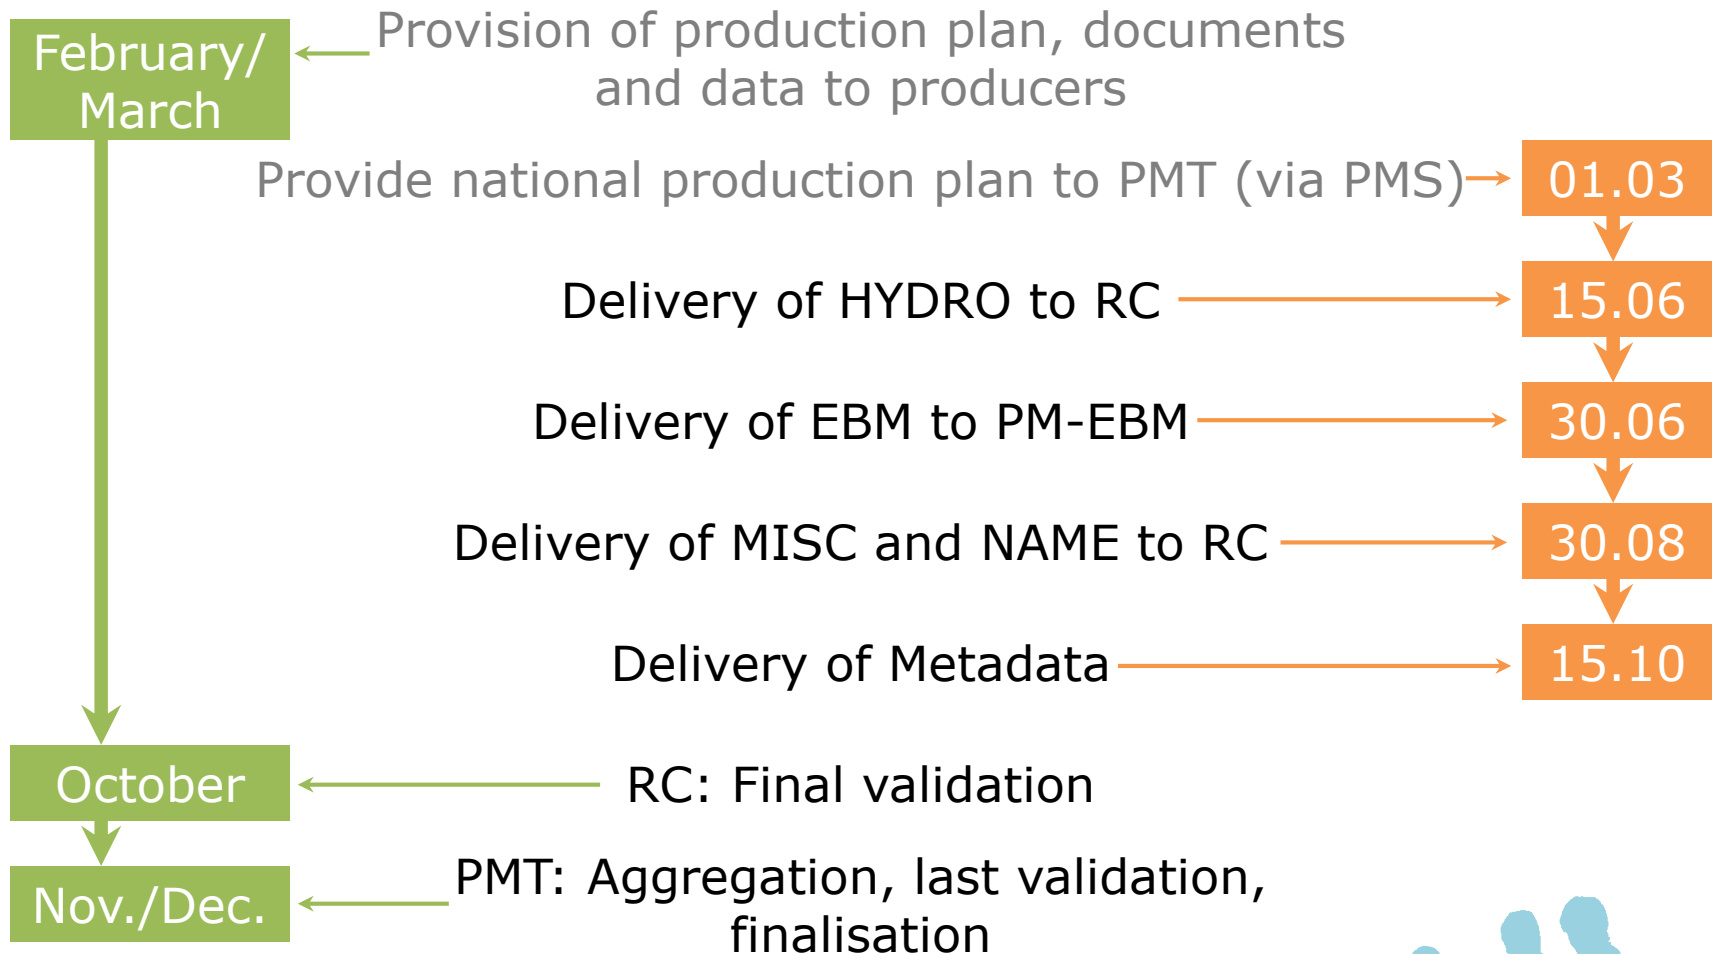 February/
March
Provision of production plan, documents
and data to producers
Provide national production plan to PMT (via PMS)
01.03
Delivery of HYDRO to RC
15.06
Delivery of EBM to PM-EBM
30.06
Delivery of MISC and NAME to RC
30.08
Delivery of Metadata
15.10
October
RC: Final validation
Nov./Dec.
PMT: Aggregation, last validation,
finalisation